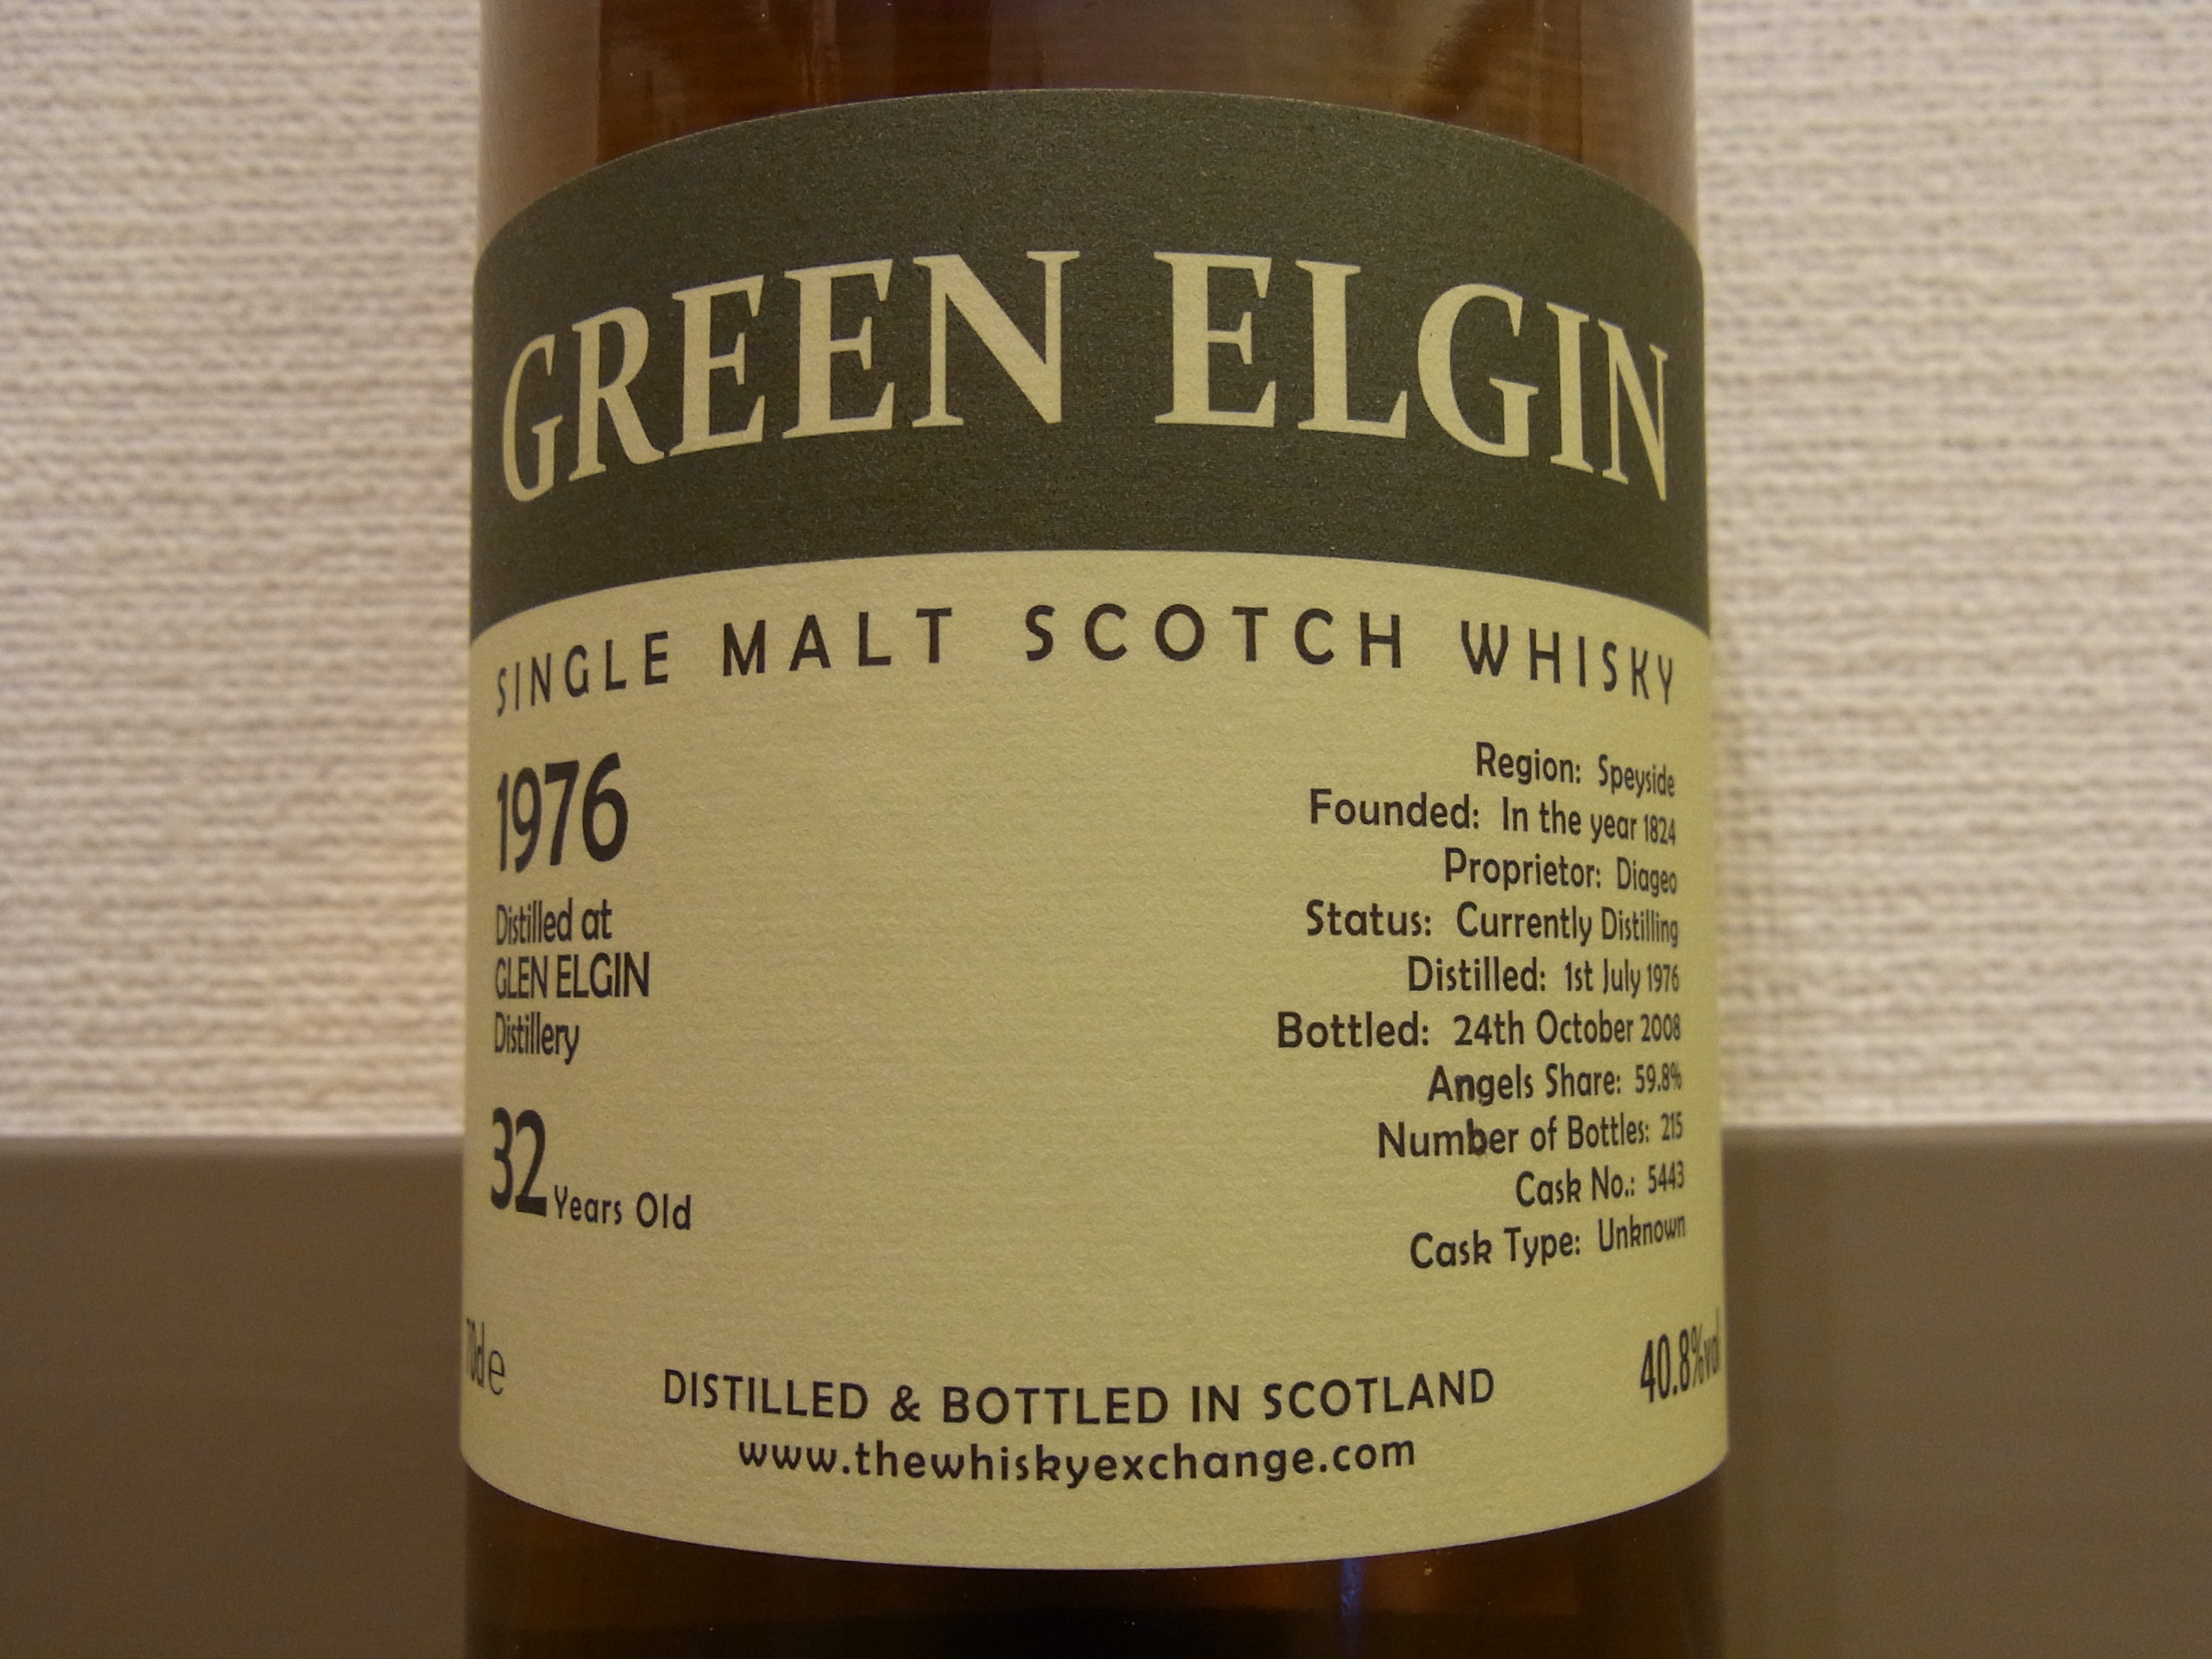 GREEN ELGIN
SINGLE MALT SCOTCH WHISKY
1976
Distilled at
GLEN ELGIN
Distillery
32 Years Old
Region: Speyside
Founded: In the year 1824
Proprietor: Diageo
Status: Currently Distilling
Distilled: 1st July 1976
Bottled: 24th October 2008
Angels Share: 59.8%
Number of Bottles: 215
Cask No.: 5443
Cask Type: Unknown
70cl e
40.8%vol
DISTILLED & BOTTLED IN SCOTLAND
www.thewhiskyexchange.com